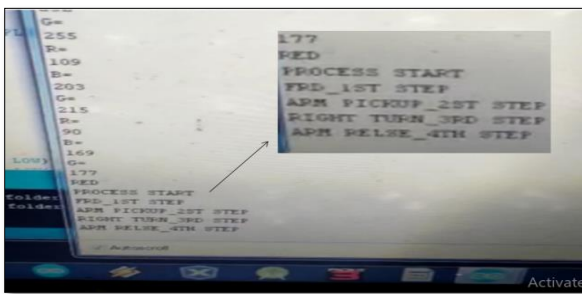 G=
255
R=
109
B=
203
G=
215
R=
90
B=
169
G=
177
RED
PROCESS START
FRD_1ST STEP
ARM PICKUP_2ST STEP
RIGHT TURN_3RD STEP
ARM RELSE_4TH STEP
Autoscroll
177
RED
PROCESS START
FRD_1ST STEP
ARM PICKUP_2ST STEP
RIGHT TURN_3RD STEP
ARM RELSE_4TH STEP
LOW)
folder
folder
Activate